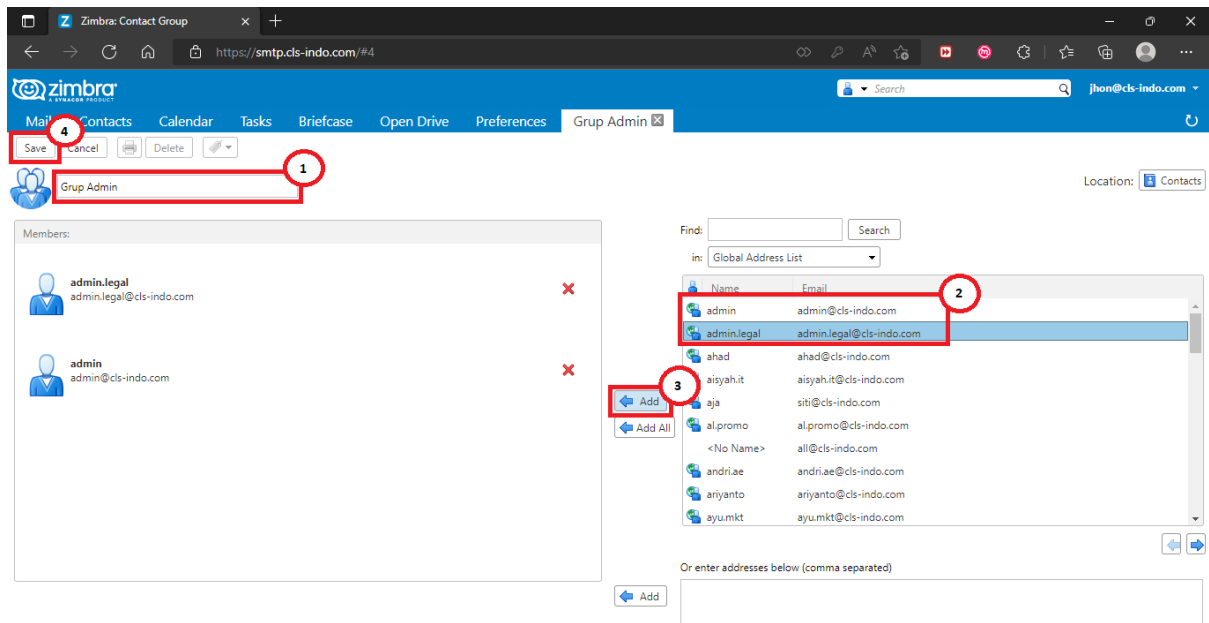 Zimbra: Contact Group
https://smtp.cls-indo.com/#4
zimbra
A SYNACOR PRODUCT
Search
jhon@cls-indo.com
Mail Contacts Calendar Tasks Briefcase Open Drive Preferences Grup Admin
4
Save Cancel Delete
1
Grup Admin
Location: Contacts
Members:
admin.legal
admin.legal@cls-indo.com
admin
admin@cls-indo.com
Find: Search
in: Global Address List
Name Email
2
admin admin@cls-indo.com
admin.legal admin.legal@cls-indo.com
ahad ahad@cls-indo.com
aisyah.it aisyah.it@cls-indo.com
3
Add
aja siti@cls-indo.com
Add All
al.promo al.promo@cls-indo.com
<No Name> all@cls-indo.com
andri.ae andri.ae@cls-indo.com
ariyanto ariyanto@cls-indo.com
ayu.mkt ayu.mkt@cls-indo.com
Or enter addresses below (comma separated)
Add